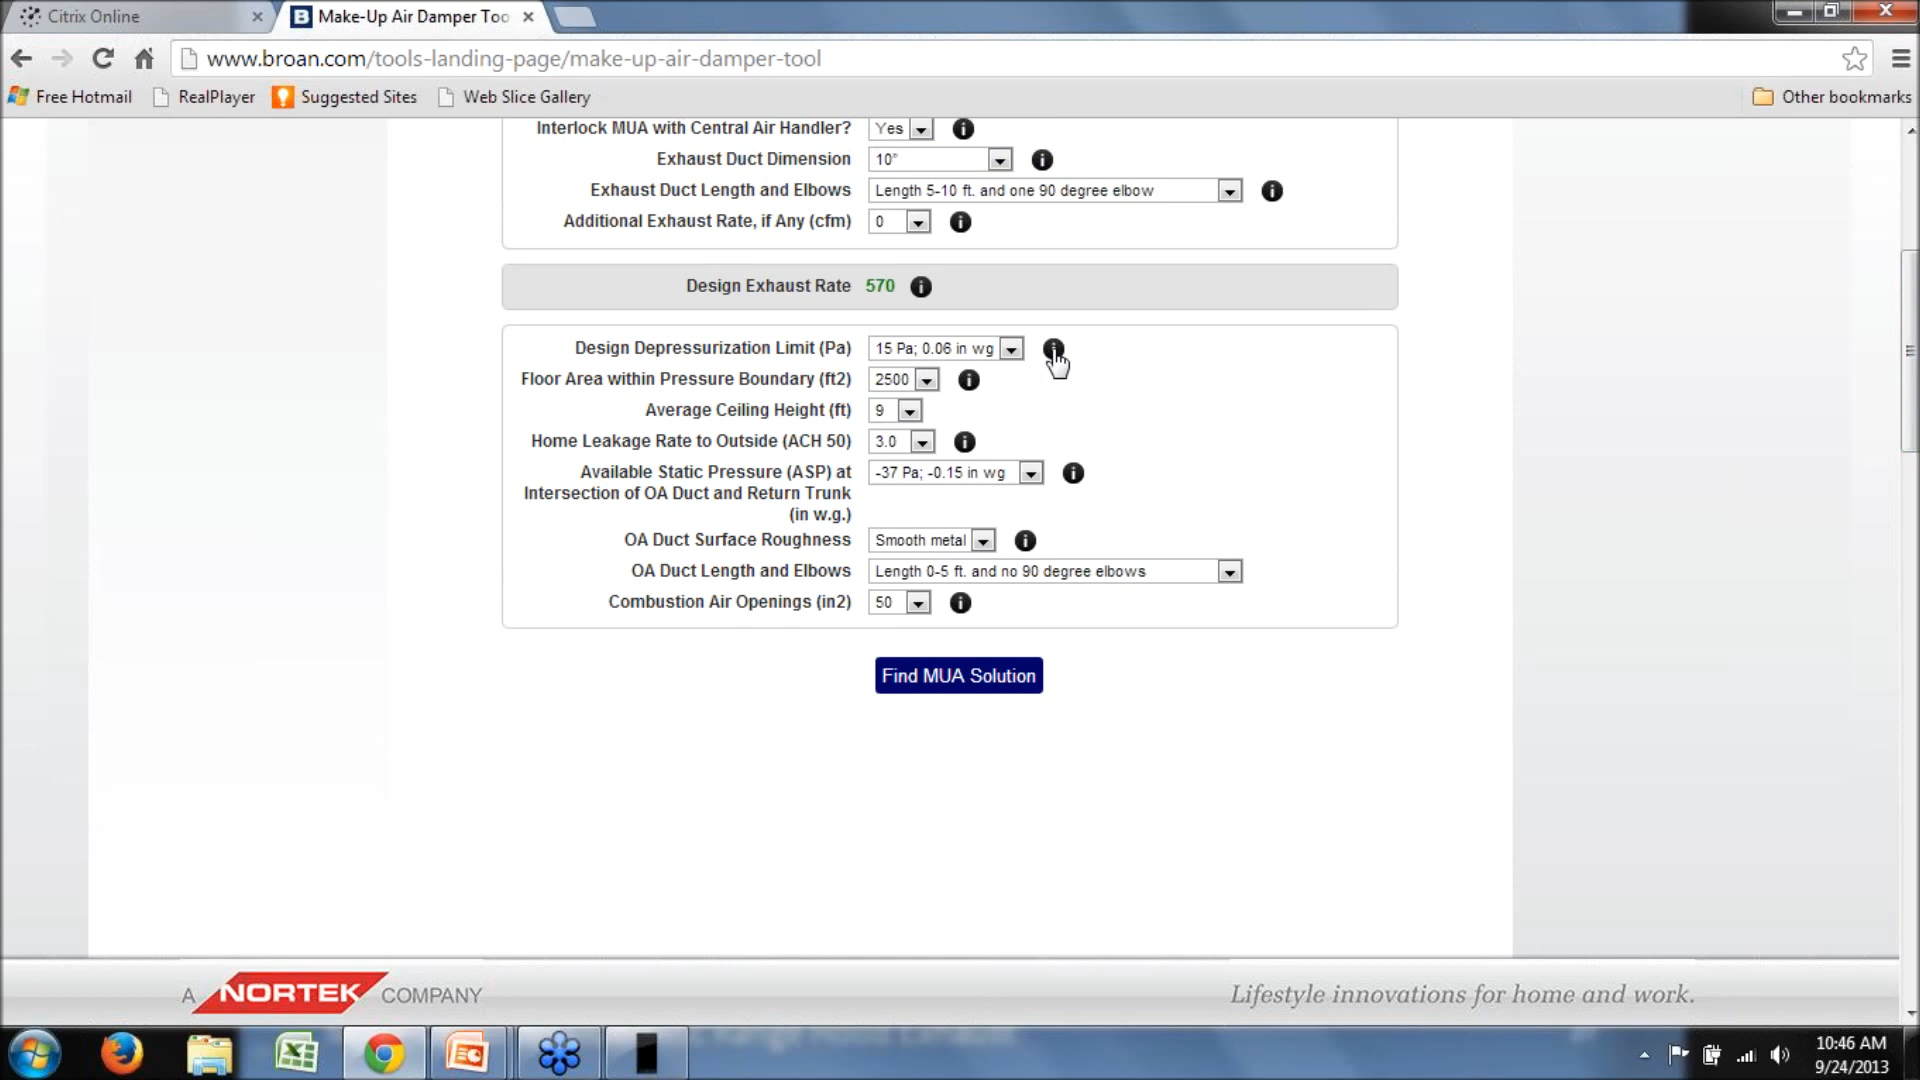 Citrix Online
Make-Up Air Damper Too
www.broan.com/tools-landing-page/make-up-air-damper-tool
Free Hotmail RealPlayer Suggested Sites Web Slice Gallery Other bookmarks
Interlock MUA with Central Air Handler? Yes
Exhaust Duct Dimension 10"
Exhaust Duct Length and Elbows Length 5-10 ft. and one 90 degree elbow
Additional Exhaust Rate, if Any (cfm) 0
Design Exhaust Rate 570
Design Depressurization Limit (Pa) 15 Pa; 0.06 in wg
Floor Area within Pressure Boundary (ft2) 2500
Average Ceiling Height (ft) 9
Home Leakage Rate to Outside (ACH 50) 3.0
Available Static Pressure (ASP) at -37 Pa; -0.15 in wg
Intersection of OA Duct and Return Trunk
(in w.g.)
OA Duct Surface Roughness Smooth metal
OA Duct Length and Elbows Length 0-5 ft. and no 90 degree elbows
Combustion Air Openings (in2) 50
Find MUA Solution
A NORTEK COMPANY Lifestyle innovations for home and work.
10:46 AM
9/24/2013